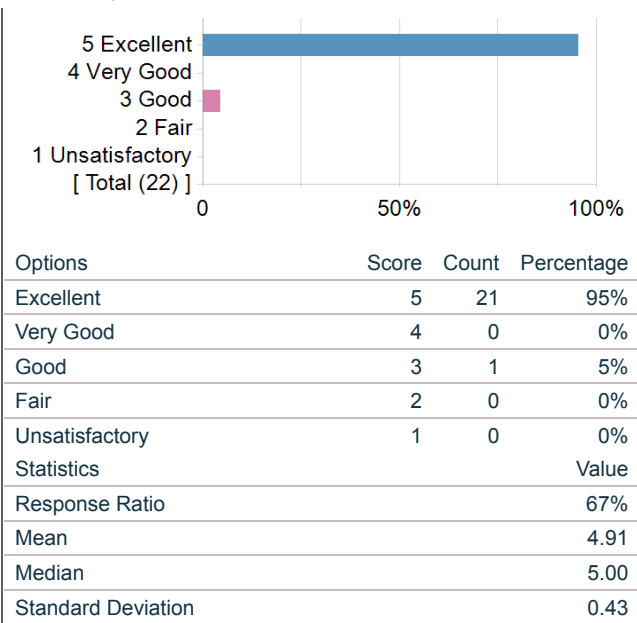 5 Excellent
4 Very Good
3 Good
2 Fair
1 Unsatisfactory
[ Total (22) ]
0 50% 100%
Options Score Count Percentage
Excellent 5 21 95%
Very Good 4 0 0%
Good 3 1 5%
Fair 2 0 0%
Unsatisfactory 1 0 0%
Statistics Value
Response Ratio 67%
Mean 4.91
Median 5.00
Standard Deviation 0.43